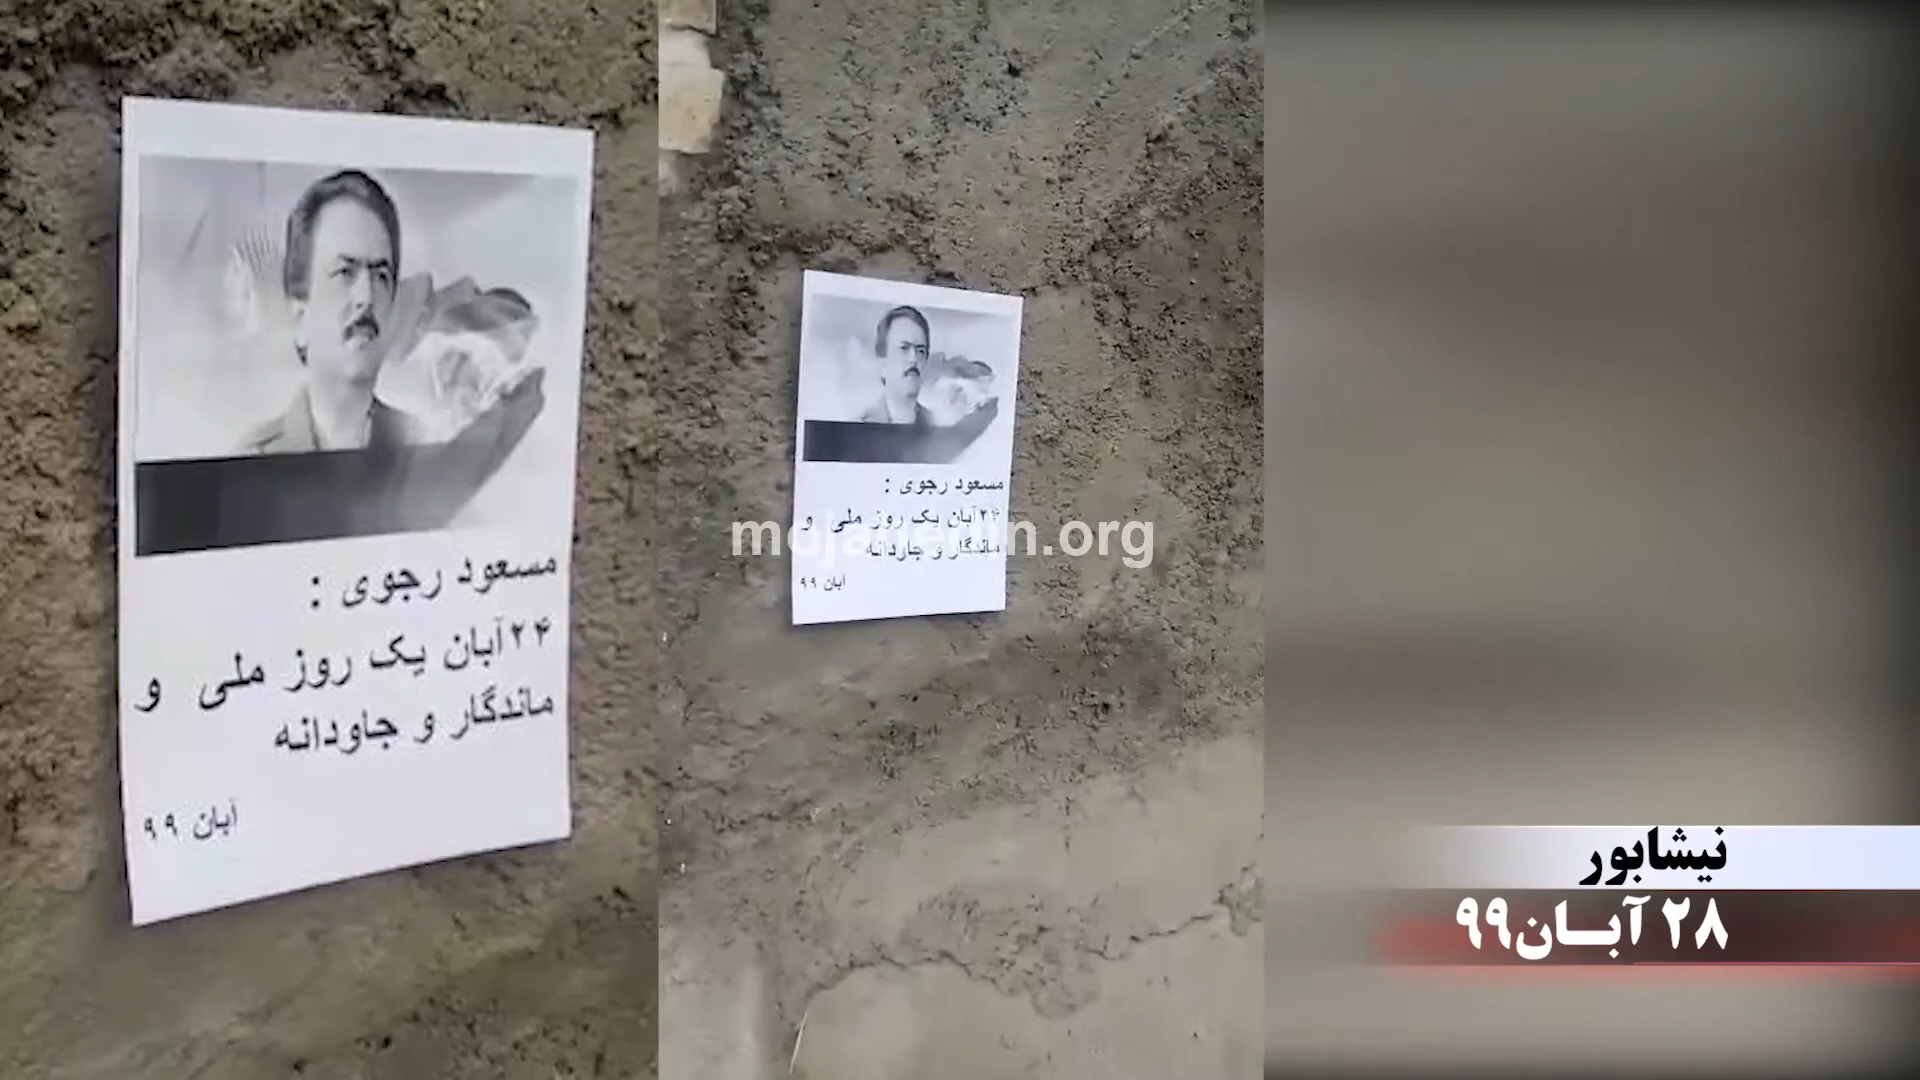 مسعود رجوی :
۲۴ آبان یک روز ملی و
ماندگار و جاودانه
آبان ۹۹
مسعود رجوی :
۲۴ آبان یک روز ملی و
ماندگار و جاودانه
آبان ۹۹
mojahedin.org
نیشابور
۲۸ آبـان۹۹